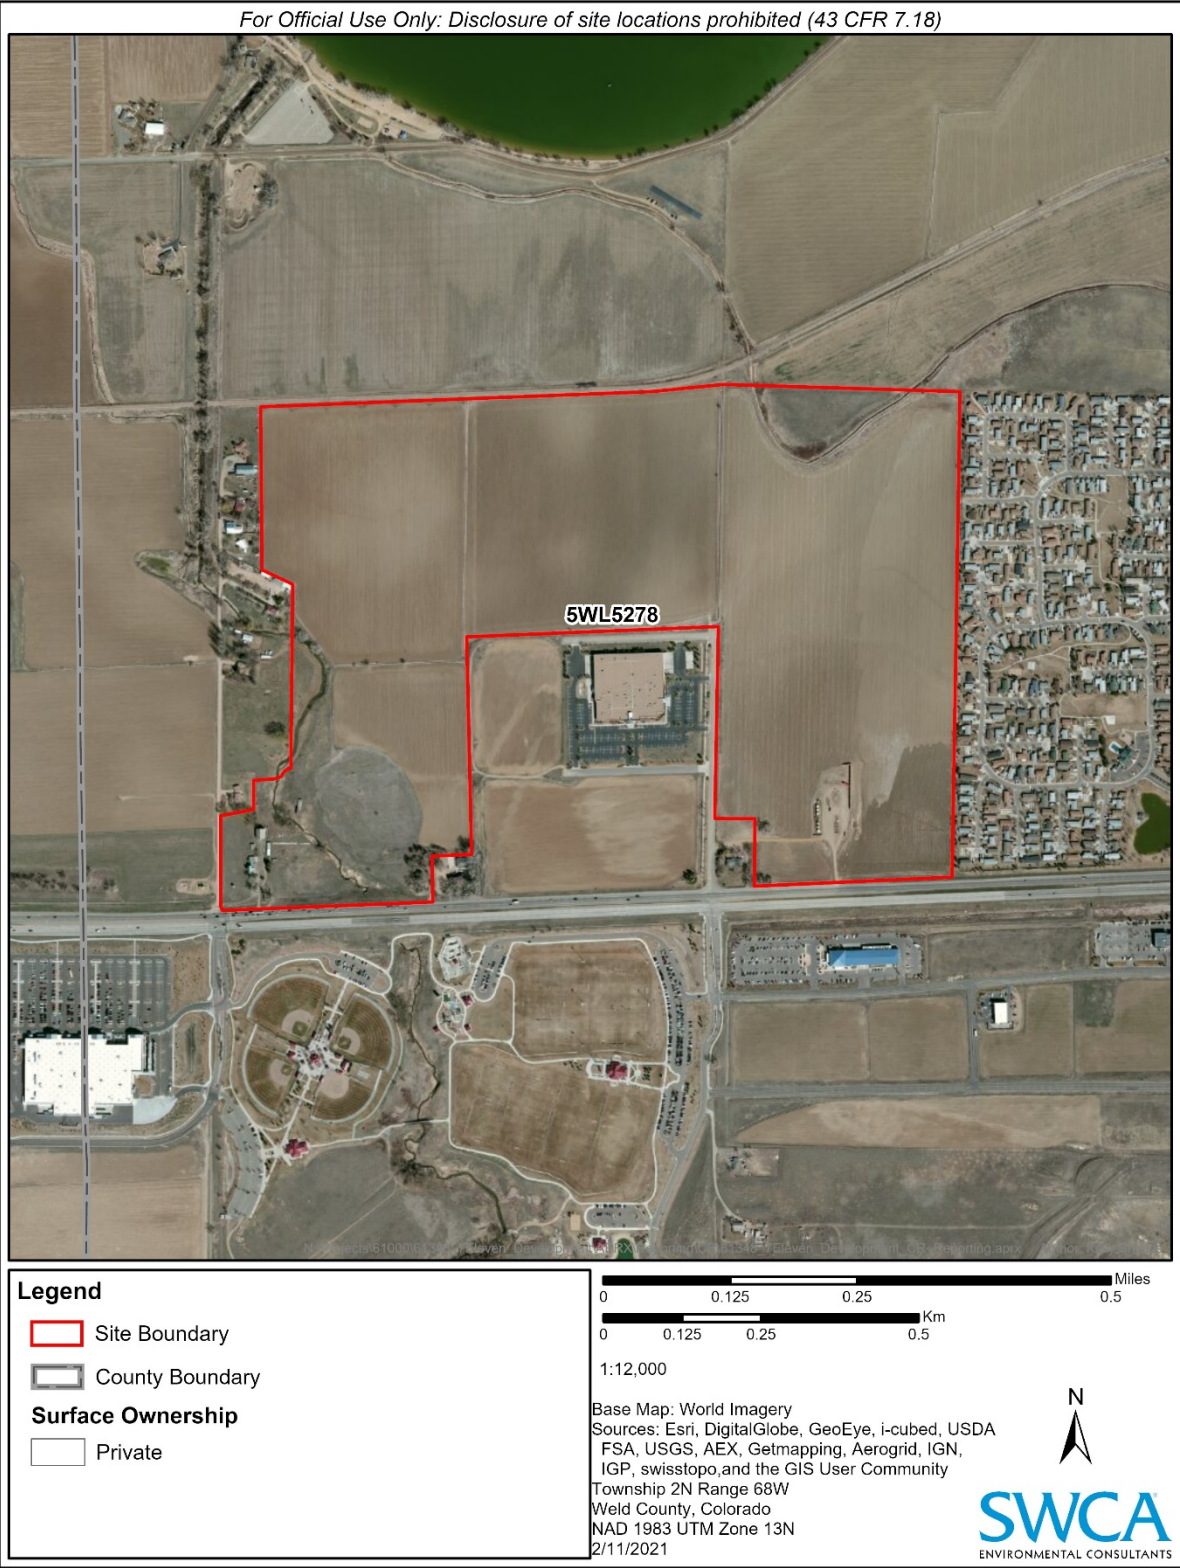 For Official Use Only: Disclosure of site locations prohibited (43 CFR 7.18)
5WL5278
Legend
Site Boundary
County Boundary
Surface Ownership
Private
Miles
0 0.125 0.25 0.5
Km
0 0.125 0.25 0.5
1:12,000
Base Map: World Imagery
Sources: Esri, DigitalGlobe, GeoEye, i-cubed, USDA
FSA, USGS, AEX, Getmapping, Aerogrid, IGN,
IGP, swisstopo,and the GIS User Community
Township 2N Range 68W
Weld County, Colorado
NAD 1983 UTM Zone 13N
2/11/2021
N
SWCA
ENVIRONMENTAL CONSULTANTS